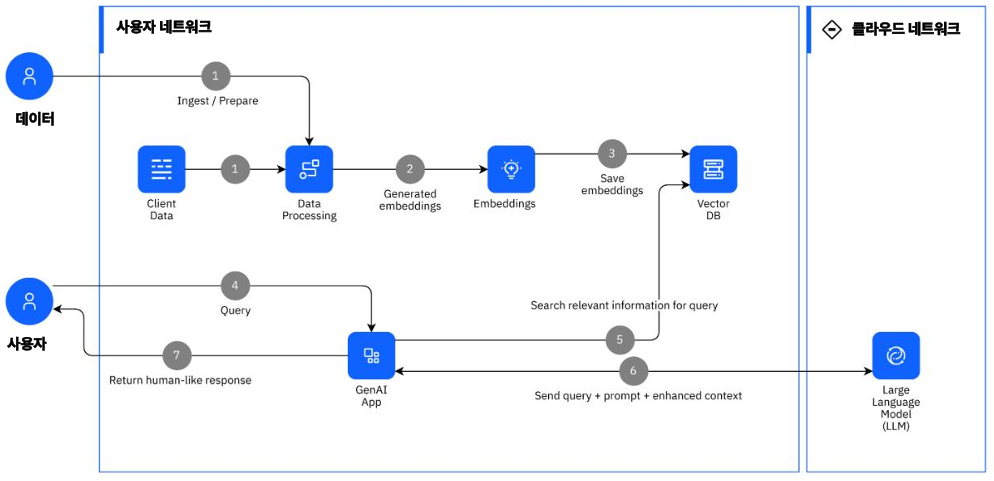 사용자 네트워크
클라우드 네트워크
1
Ingest / Prepare
데이터
1
2
3
Client
Data
Data
Processing
Generated
embeddings
Embeddings
Save
embeddings
Vector
DB
4
Query
사용자
Search relevant information for query
5
7
Return human-like response
GenAI
App
6
Send query + prompt + enhanced context
Large
Language
Model
(LLM)